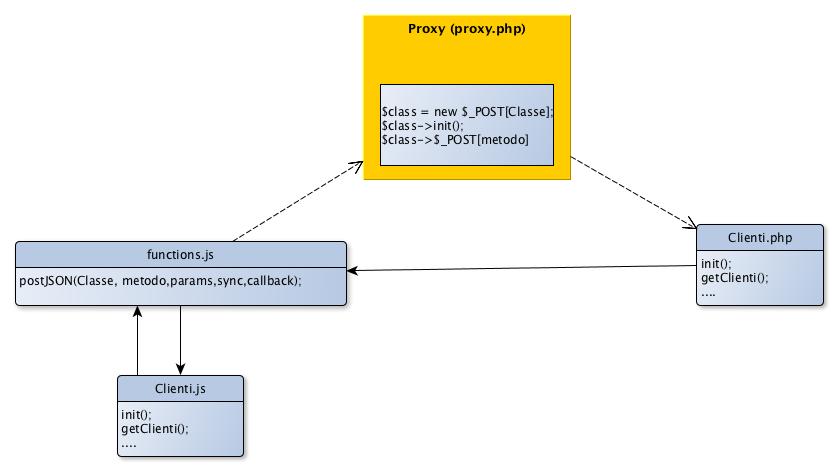 Proxy (proxy.php)
$class = new $_POST[Classe];
$class->init();
$class->$_POST[metodo]
functions.js
postJSON(Classe, metodo,params,sync,callback);
Clienti.php
init();
getClienti();
....
Clienti.js
init();
getClienti();
....